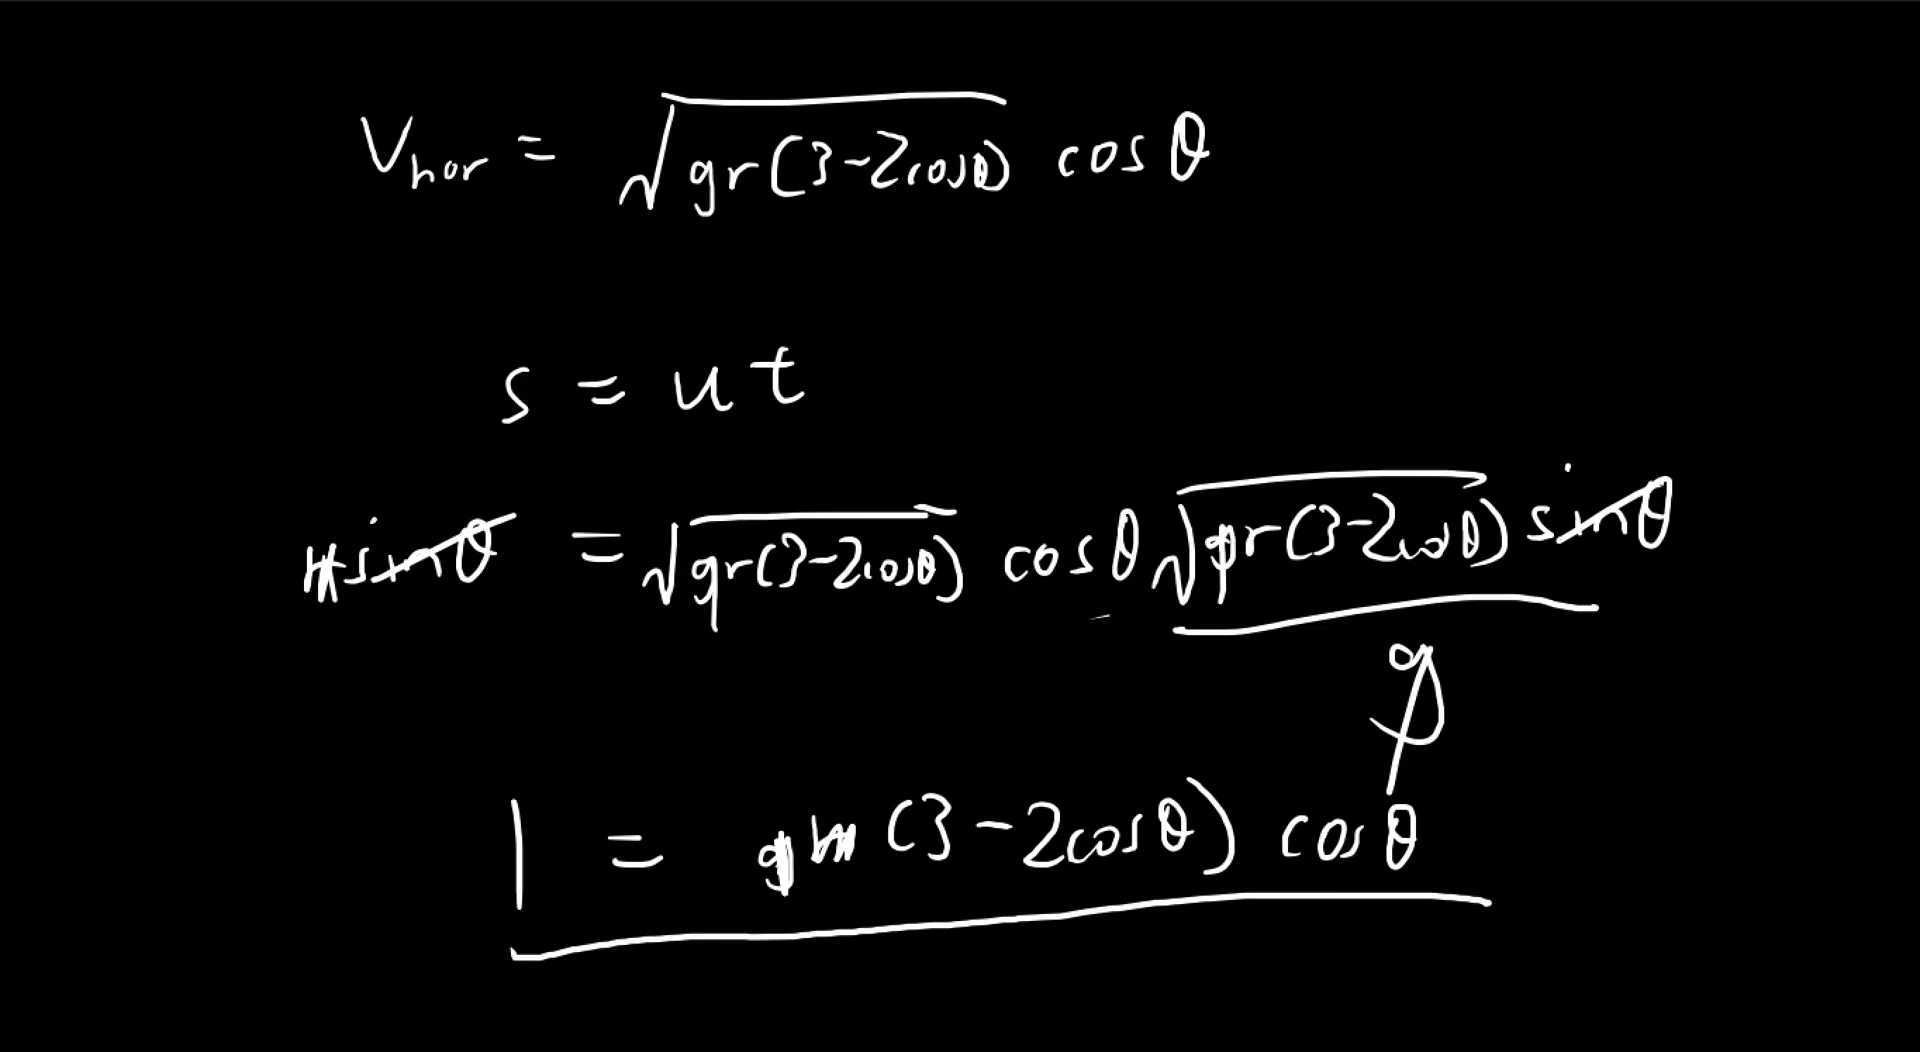 V_hor = √gr(3-2cosθ) cosθ
s = ut
r sinθ = √gr(3-2cosθ) cosθ √gr(3-2cosθ) sinθ / g
1 = (3-2cosθ) cosθ